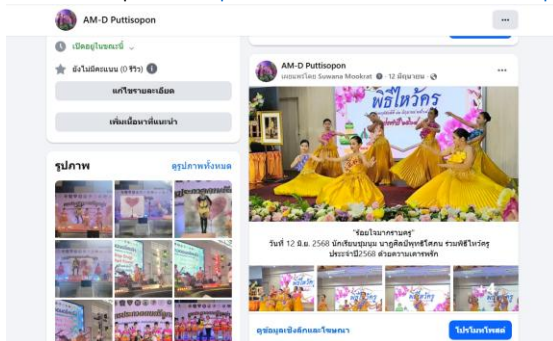 AM-D Puttisopon
เปิดอยู่ในขณะนี้
ยังไม่มีคะแนน (0 รีวิว)
แก้ไขรายละเอียด
เพิ่มเนื้อหาที่แนะนำ
รูปภาพ
ดูรูปภาพทั้งหมด
AM-D Puttisopon
เผยแพร่โดย Suwana Mookrat · 12 มิถุนายน ·
พิธีไหว้ครู
"ร้อยใจมากราบครู"
วันที่ 12 มิ.ย. 2568 นักเรียนชุมนุม นาฏศิลป์พุทธิโศภน ร่วมพิธีไหว้ครู
ประจำปี2568 ด้วยความเคารพรัก
+4
ดูข้อมูลเชิงลึกและโฆษณา
โปรโมทโพสต์